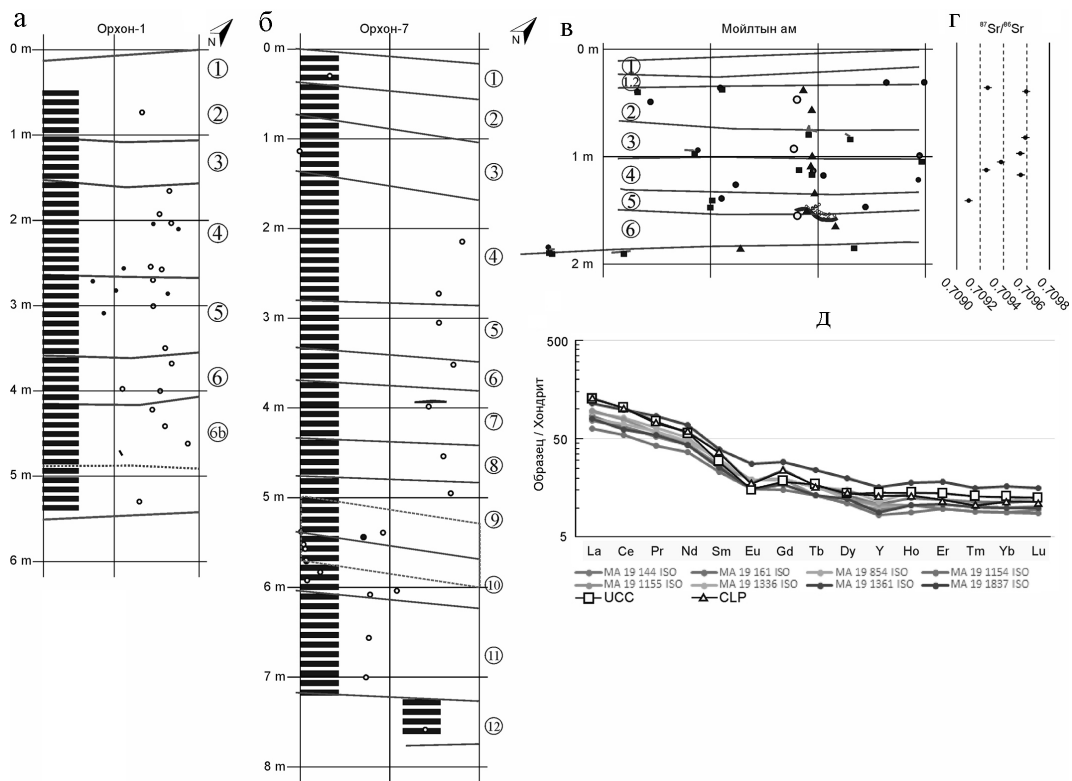 а
Орхон-1
N
0 m
1 m
2 m
3 m
4 m
5 m
6 m
1
2
3
4
5
6
6b
б
Орхон-7
N
0 m
1 m
2 m
3 m
4 m
5 m
6 m
7 m
8 m
1
2
3
4
5
6
7
8
9
10
11
12
в
Мойлтын ам
0 m
1 m
2 m
1
1,2
2
3
4
5
6
N
г
⁸⁷Sr/⁸⁶Sr
0.7090
0.7092
0.7094
0.7096
0.7098
д
Образец / Хондрит
500
50
5
La Ce Pr Nd Sm Eu Gd Tb Dy Y Ho Er Tm Yb Lu
MA 19 144 ISO MA 19 161 ISO MA 19 854 ISO MA 19 1154 ISO
MA 19 1155 ISO MA 19 1336 ISO MA 19 1361 ISO MA 19 1837 ISO
UCC CLP